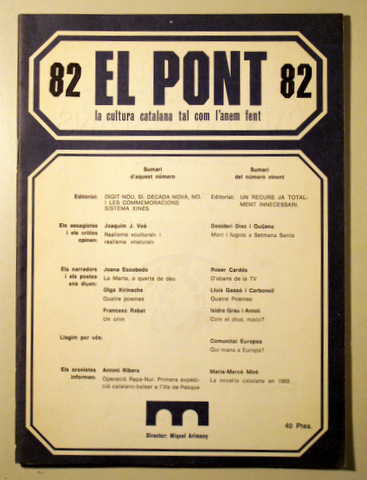 82 EL PONT 82
la cultura catalana tal com l'anem fent
Sumari
d'aquest número
Sumari
del número vinent
Editorial:
DIGIT NOU, SI; DECADA NOVA, NO.
I LES COMMEMORACIONS
SISTEMA XINES
Editorial:
UN RECURS JA TOTAL-
MENT INNECESSARI.
Els assagistes
i els crítics
opinen:
Joaquim J. Veà
Realisme «cultural» i
realisme «natural»
Desideri Díez i Quijano
Mort i fugida a Setmana Santa
Els narradors
i els poetes
ens diuen:
Joana Escobedo
La Marta, a quarts de dau
Olga Xirinachs
Quatre poemes
Francesc Rabat
Un crim
Roser Cardús
D'abans de la TV
Lluís Gassó i Carbonell
Quatre Poemes
Isidre Grau i Antolí
Com et dius, maco?
Llegim per vós:
Comunitat Europea
Qui mana a Europa?
Els cronistes
informen:
Antoni Ribera
Operació Rapa-Nui: Primera expedi-
ció catalano-balear a l'illa de Pasqua
Maria-Mercè Miró
La novel·la catalana en 1969
40 Ptes.
Director: Miquel Arimany